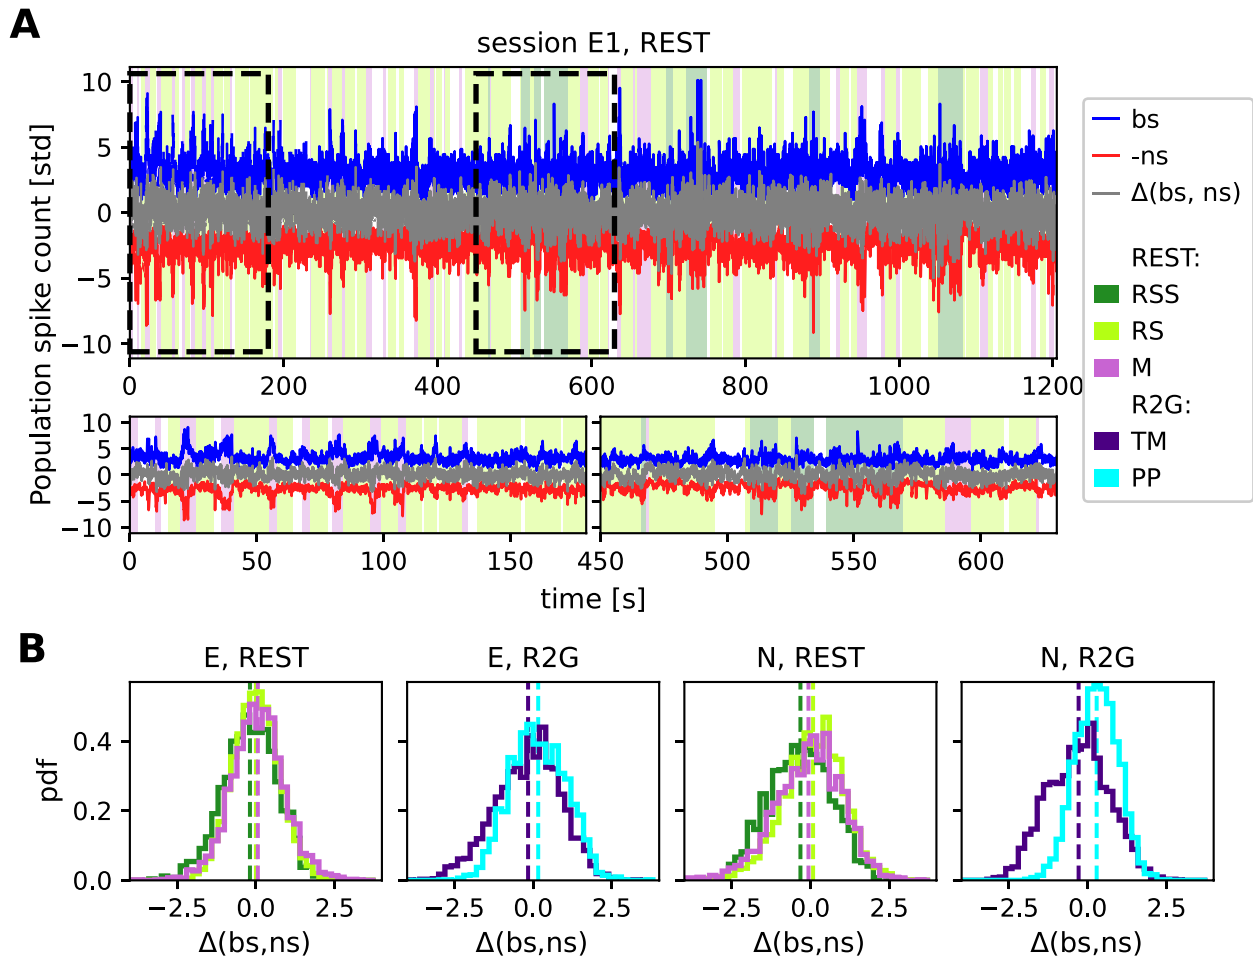 A
session E1, REST
Population spike count [std]
10
5
0
−5
−10
0 200 400 600 800 1000 1200
bs
-ns
Δ(bs, ns)
REST:
RSS
RS
M
R2G:
TM
PP
10
5
0
−5
−10
0 50 100 150 450 500 550 600
time [s]
B
E, REST E, R2G N, REST N, R2G
pdf
0.4
0.2
0.0
−2.5 0.0 2.5 −2.5 0.0 2.5 −2.5 0.0 2.5 −2.5 0.0 2.5
Δ(bs,ns) Δ(bs,ns) Δ(bs,ns) Δ(bs,ns)